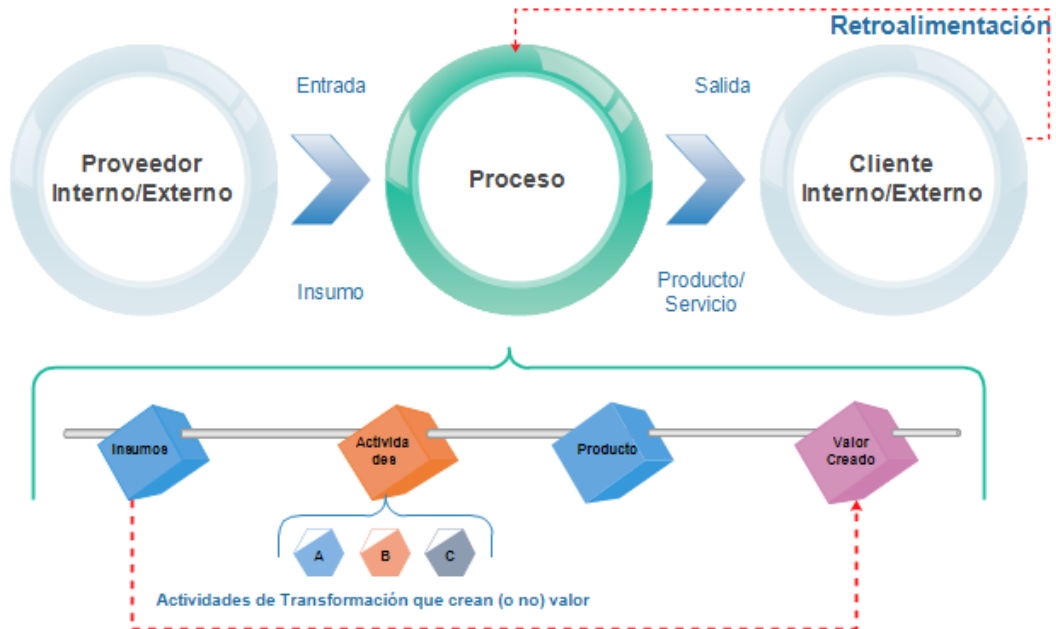 Retroalimentación
Entrada
Salida
Proveedor
Interno/Externo
Proceso
Cliente
Interno/Externo
Insumo
Producto/
Servicio
Insumos
Activida
des
Producto
Valor
Creado
A
B
C
Actividades de Transformación que crean (o no) valor